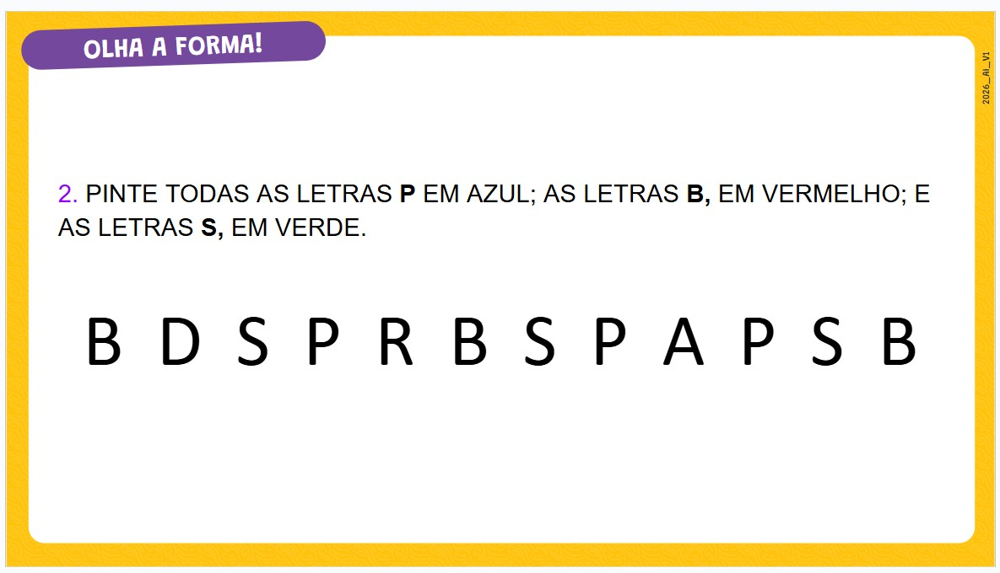 OLHA A FORMA!
2026_AI_V1
2. PINTE TODAS AS LETRAS P EM AZUL; AS LETRAS B, EM VERMELHO; E
AS LETRAS S, EM VERDE.
B D S P R B S P A P S B